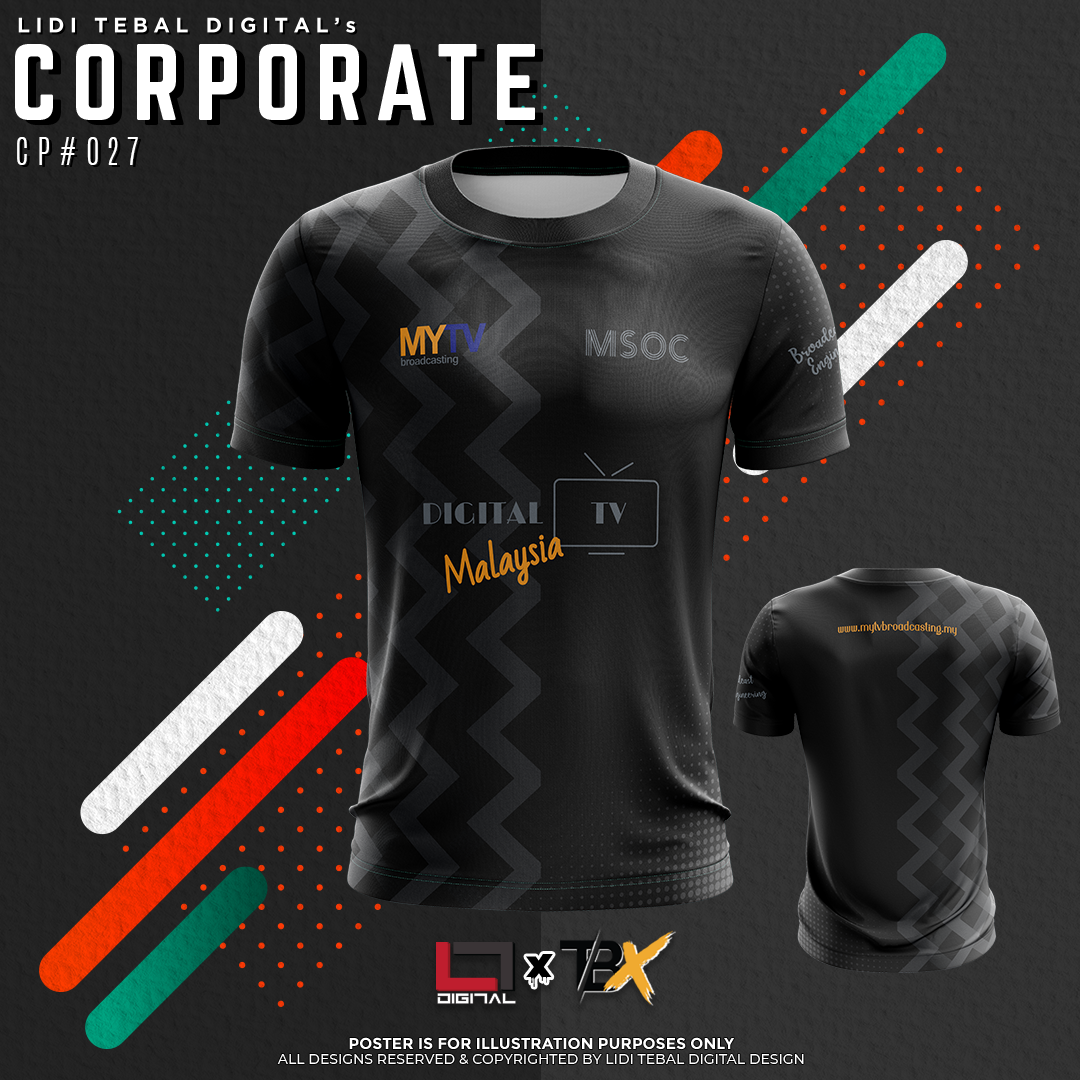 LIDI TEBAL DIGITAL's
CORPORATE
CP#027
MYTV
broadcasting
MSOC
DIGITAL TV
Malaysia
www.mytvbroadcasting.my
DIGITAL
X
TBX
POSTER IS FOR ILLUSTRATION PURPOSES ONLY
ALL DESIGNS RESERVED & COPYRIGHTED BY LIDI TEBAL DIGITAL DESIGN